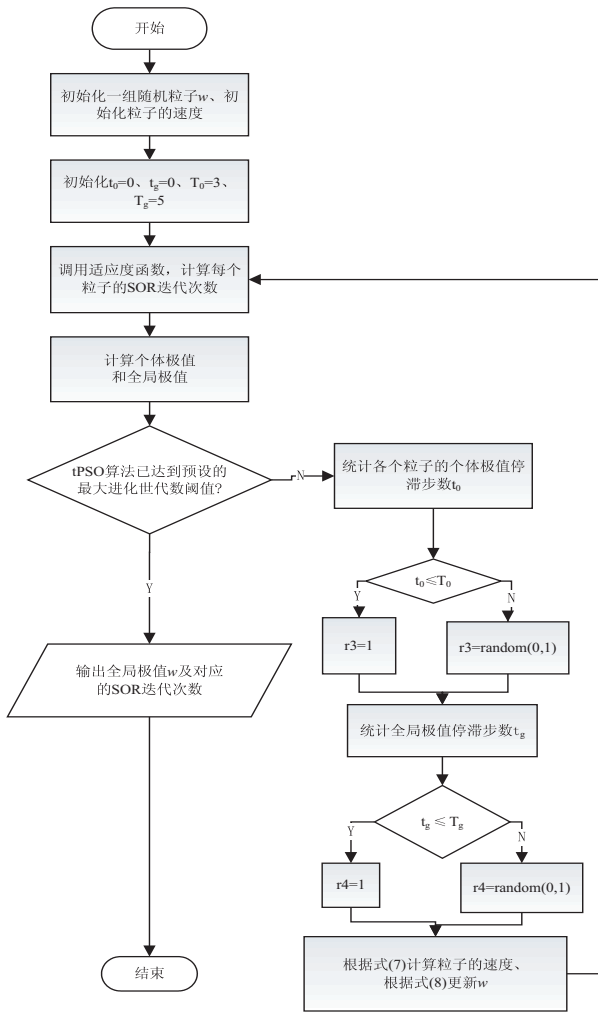 开始
初始化一组随机粒子w、初
始化粒子的速度
初始化t₀=0、t_g=0、T₀=3、
T_g=5
调用适应度函数，计算每个
粒子的SOR迭代次数
计算个体极值
和全局极值
tPSO算法已达到预设的
最大进化世代数阈值?
N
统计各个粒子的个体极值停
滞步数t₀
t₀≤T₀
Y
N
r3=1
r3=random(0,1)
统计全局极值停滞步数t_g
t_g ≤ T_g
Y
N
r4=1
r4=random(0,1)
根据式(7)计算粒子的速度、
根据式(8)更新w
Y
输出全局极值w及对应
的SOR迭代次数
结束